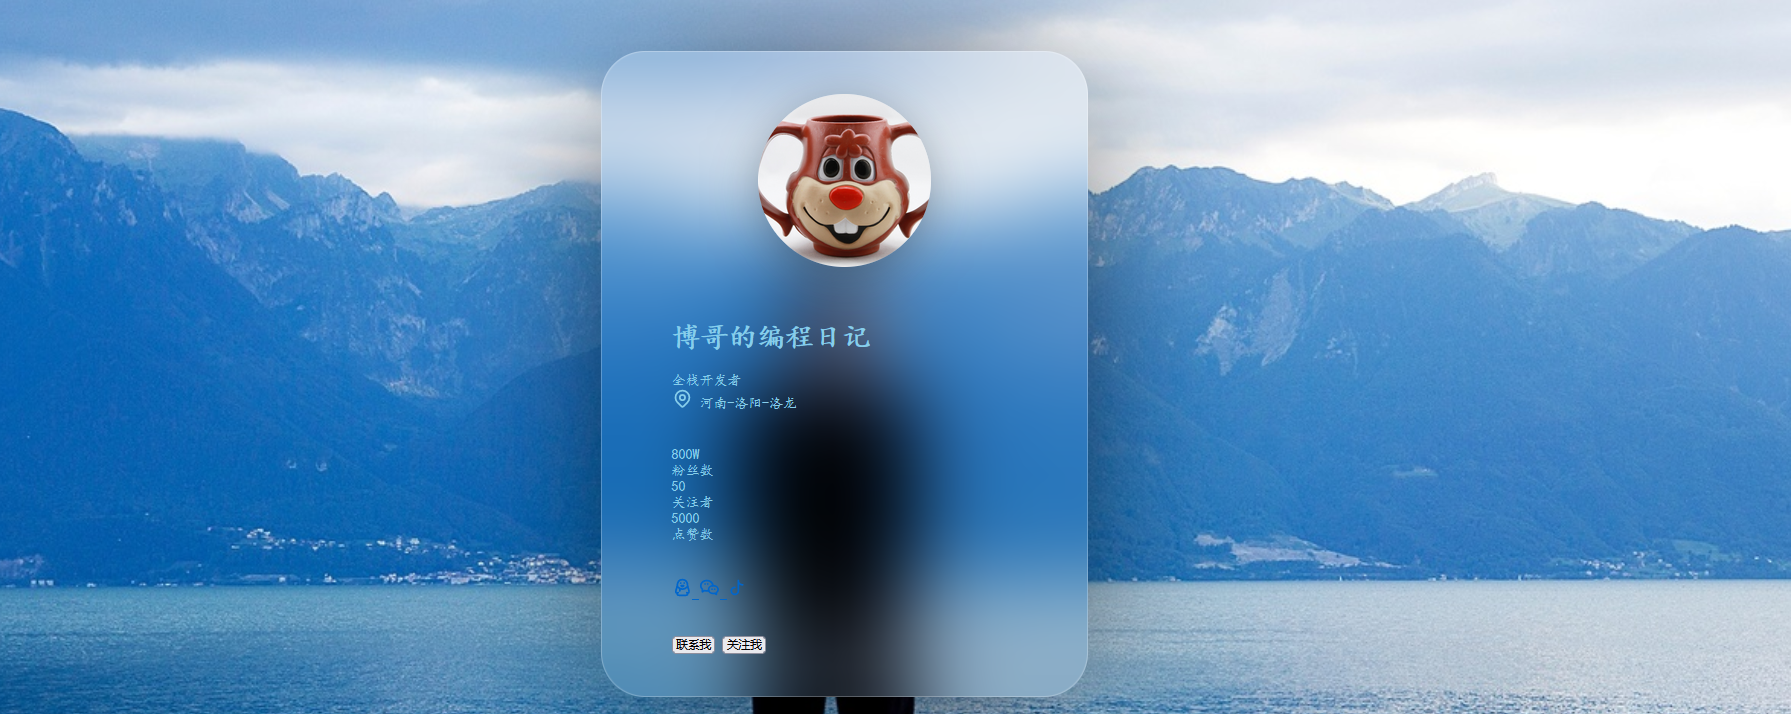 博哥的编程日记
全栈开发者
河南-洛阳-洛龙
800W
粉丝数
50
关注者
5000
点赞数
联系我 关注我